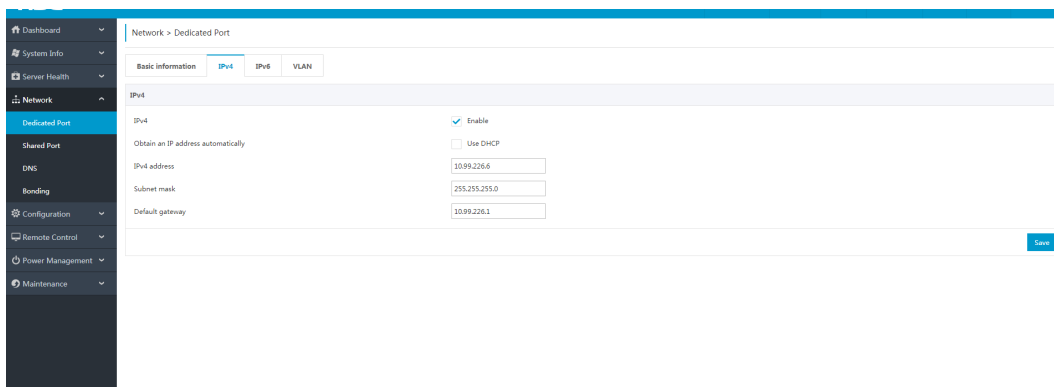 Dashboard
System Info
Server Health
Network
Dedicated Port
Shared Port
DNS
Bonding
Configuration
Remote Control
Power Management
Maintenance
Network > Dedicated Port
Basic information IPv4 IPv6 VLAN
IPv4
IPv4 Enable
Obtain an IP address automatically Use DHCP
IPv4 address 10.99.226.6
Subnet mask 255.255.255.0
Default gateway 10.99.226.1
Save